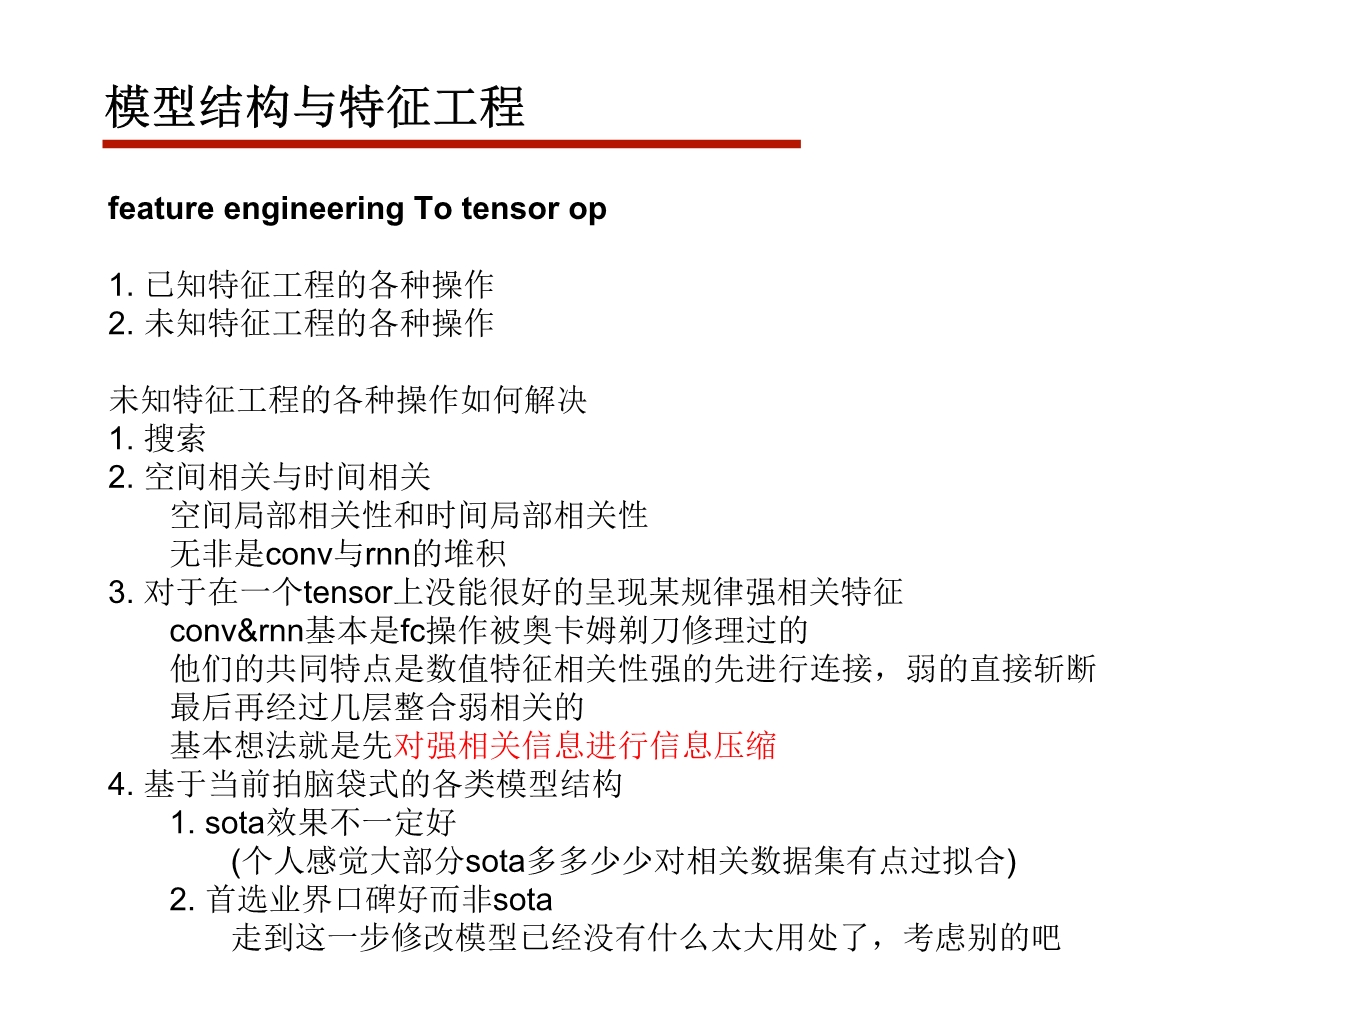 模型结构与特征工程
feature engineering To tensor op
1. 已知特征工程的各种操作
2. 未知特征工程的各种操作
未知特征工程的各种操作如何解决
1. 搜索
2. 空间相关与时间相关
空间局部相关性和时间局部相关性
无非是conv与rnn的堆积
3. 对于在一个tensor上没能很好的呈现某规律强相关特征
conv&rnn基本是fc操作被奥卡姆剃刀修理过的
他们的共同特点是数值特征相关性强的先进行连接，弱的直接斩断
最后再经过几层整合弱相关的
基本想法就是先对强相关信息进行信息压缩
4. 基于当前拍脑袋式的各类模型结构
1. sota效果不一定好
(个人感觉大部分sota多多少少对相关数据集有点过拟合)
2. 首选业界口碑好而非sota
走到这一步修改模型已经没有什么太大用处了，考虑别的吧